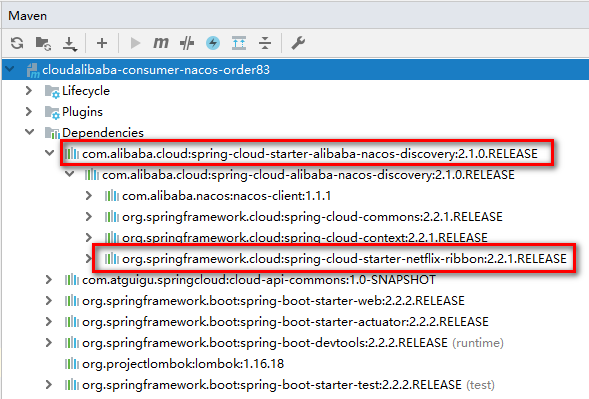 Maven
cloudalibaba-consumer-nacos-order83
Lifecycle
Plugins
Dependencies
com.alibaba.cloud:spring-cloud-starter-alibaba-nacos-discovery:2.1.0.RELEASE
com.alibaba.cloud:spring-cloud-alibaba-nacos-discovery:2.1.0.RELEASE
com.alibaba.nacos:nacos-client:1.1.1
org.springframework.cloud:spring-cloud-commons:2.2.1.RELEASE
org.springframework.cloud:spring-cloud-context:2.2.1.RELEASE
org.springframework.cloud:spring-cloud-starter-netflix-ribbon:2.2.1.RELEASE
com.atguigu.springcloud:cloud-api-commons:1.0-SNAPSHOT
org.springframework.boot:spring-boot-starter-web:2.2.2.RELEASE
org.springframework.boot:spring-boot-starter-actuator:2.2.2.RELEASE
org.springframework.boot:spring-boot-devtools:2.2.2.RELEASE (runtime)
org.projectlombok:lombok:1.16.18
org.springframework.boot:spring-boot-starter-test:2.2.2.RELEASE (test)